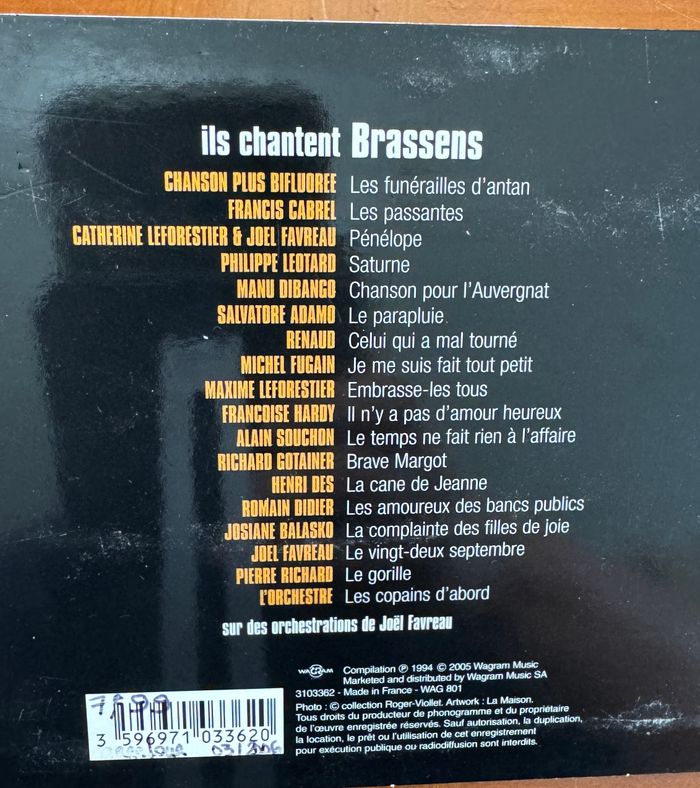 ils chantent Brassens
CHANSON PLUS BIFLUOREE Les funérailles d'antan
FRANCIS CABREL Les passantes
CATHERINE LEFORESTIER & JOEL FAVREAU Pénélope
PHILIPPE LEOTARD Saturne
MANU DIBANGO Chanson pour l'Auvergnat
SALVATORE ADAMO Le parapluie
RENAUD Celui qui a mal tourné
MICHEL FUGAIN Je me suis fait tout petit
MAXIME LEFORESTIER Embrasse-les tous
FRANCOISE HARDY Il n'y a pas d'amour heureux
ALAIN SOUCHON Le temps ne fait rien à l'affaire
RICHARD GOTAINER Brave Margot
HENRI DES La cane de Jeanne
ROMAIN DIDIER Les amoureux des bancs publics
JOSIANE BALASKO La complainte des filles de joie
JOEL FAVREAU Le vingt-deux septembre
PIERRE RICHARD Le gorille
L'ORCHESTRE Les copains d'abord
sur des orchestrations de Joël Favreau
WAGRAM Compilation ℗ 1994 © 2005 Wagram Music
Marketed and distributed by Wagram Music SA
3103362 - Made in France - WAG 801
Photo : © collection Roger-Viollet. Artwork : La Maison.
Tous droits du producteur de phonogramme et du propriétaire
de l'œuvre enregistrée réservés. Sauf autorisation, la duplication,
la location, le prêt ou l'utilisation de cet enregistrement
pour exécution publique ou radiodiffusion sont interdits.
3 596971 033620